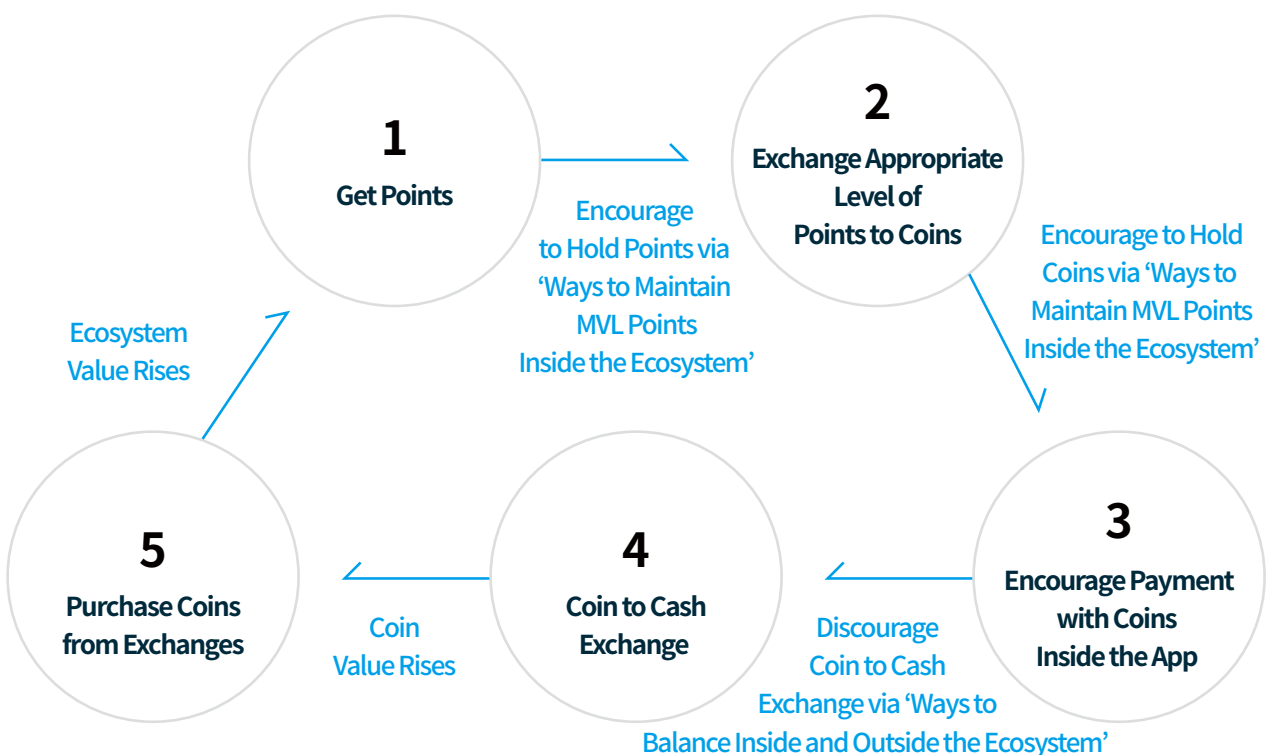 1
Get Points
Encourage
to Hold Points via
‘Ways to Maintain
MVL Points
Inside the Ecosystem’
2
Exchange Appropriate
Level of
Points to Coins
Encourage to Hold
Coins via ‘Ways to
Maintain MVL Points
Inside the Ecosystem’
3
Encourage Payment
with Coins
Inside the App
Discourage
Coin to Cash
Exchange via ‘Ways to
Balance Inside and Outside the Ecosystem’
4
Coin to Cash
Exchange
Coin
Value Rises
5
Purchase Coins
from Exchanges
Ecosystem
Value Rises